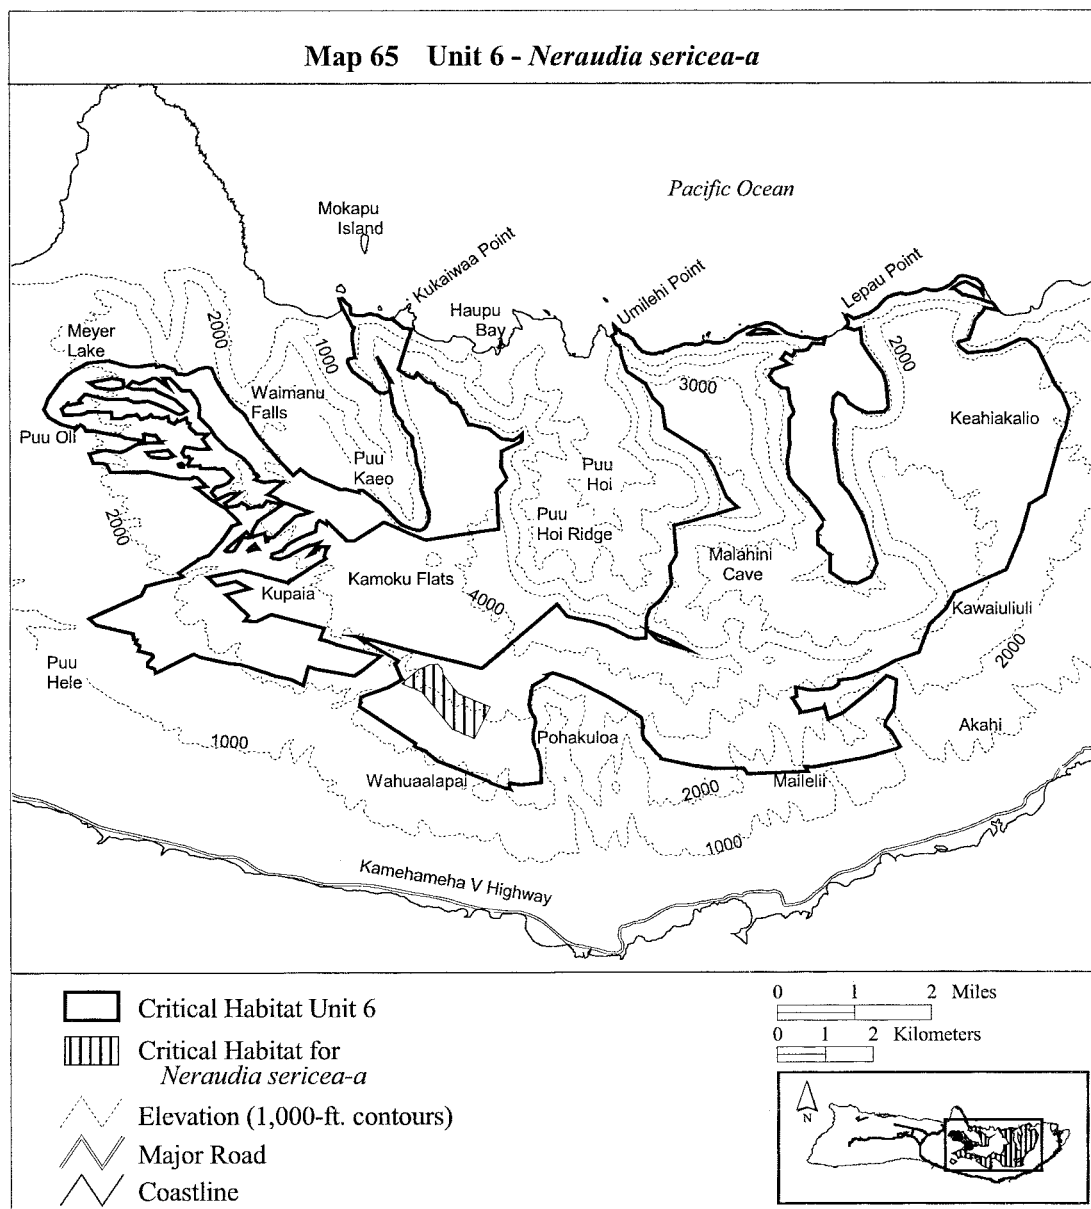 Map 65 Unit 6 - Neraudia sericea-a
Pacific Ocean
Mokapu
Island
Kukaiwaa Point
Haupu
Bay
Umilehi Point
Lepau Point
Meyer
Lake
2000
1000
3000
2000
Waimanu
Falls
Keahiakalio
Puu Oli
Puu
Kaeo
Puu
Hoi
2000
Puu
Hoi Ridge
Malahini
Cave
Kamoku Flats
Kupaia
4000
Kawaiuliuli
2000
Puu
Hele
1000
Pohakuloa
Akahi
Wahuaalapai
2000
Mailelii
1000
Kamehameha V Highway
Critical Habitat Unit 6
Critical Habitat for
Neraudia sericea-a
Elevation (1,000-ft. contours)
Major Road
Coastline
0 1 2 Miles
0 1 2 Kilometers
N